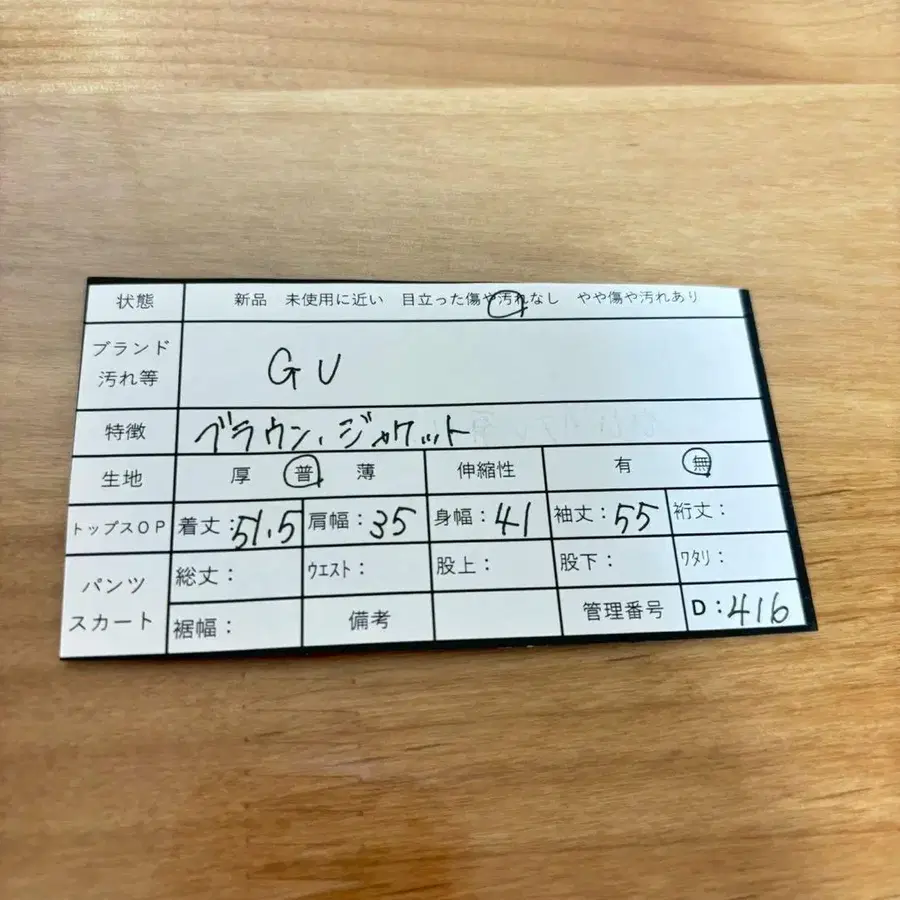 状態 新品 未使用に近い 目立った傷や汚れなし やや傷や汚れあり
ブランド
汚れ等 GU
特徴 ブラウン、ジャケット
生地 厚 普 薄 伸縮性 有 無
トップスOP 着丈:51.5 肩幅:35 身幅:41 袖丈:55 裄丈:
パンツ
スカート 総丈: ウエスト: 股上: 股下: ワタリ:
裾幅: 備考 管理番号 D:416